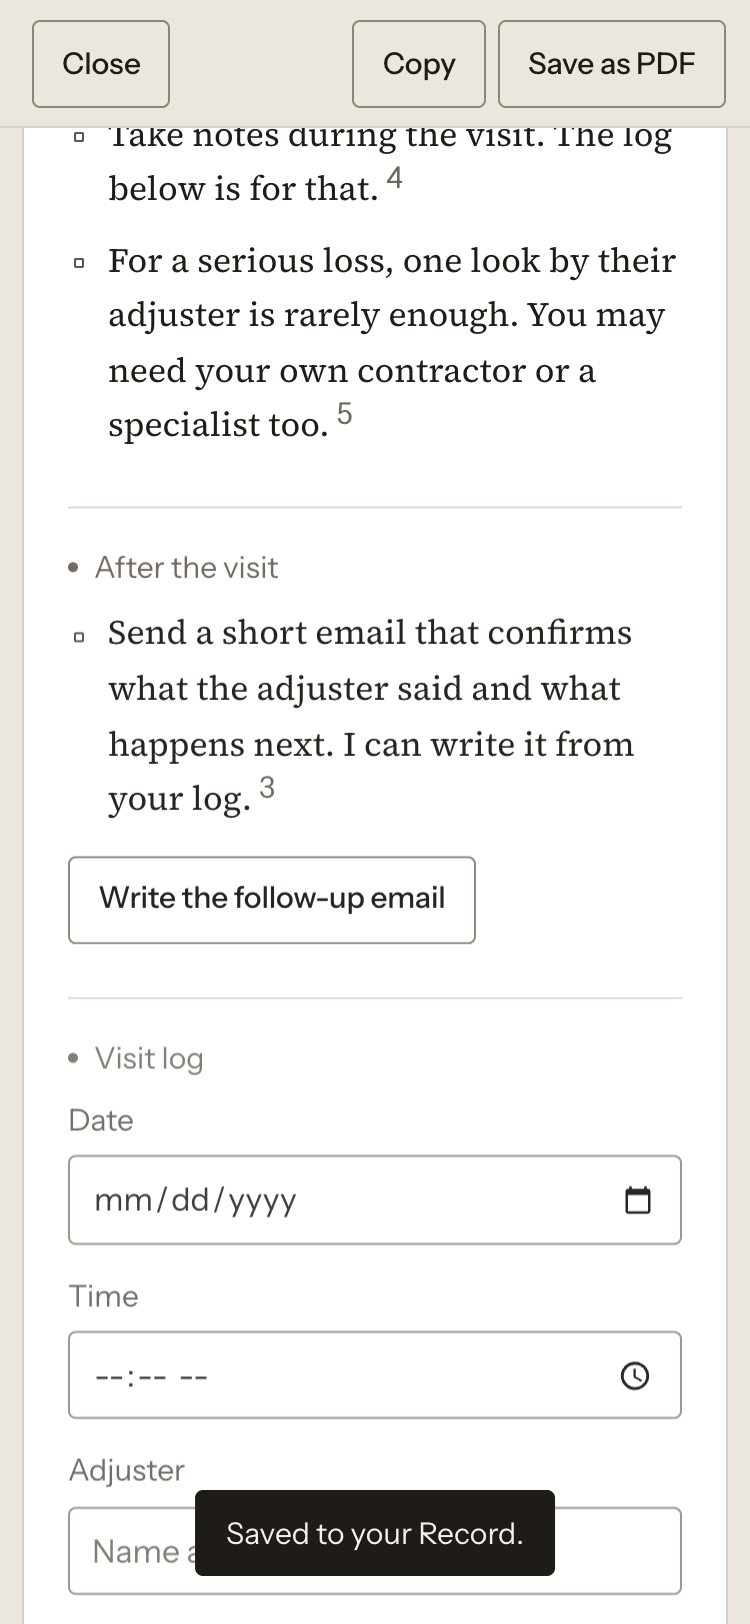 Close
Copy
Save as PDF
Take notes during the visit. The log
below is for that. 4
For a serious loss, one look by their
adjuster is rarely enough. You may
need your own contractor or a
specialist too. 5
After the visit
Send a short email that confirms
what the adjuster said and what
happens next. I can write it from
your log. 3
Write the follow-up email
Visit log
Date
mm/dd/yyyy
Time
--:-- --
Adjuster
Name
Saved to your Record.